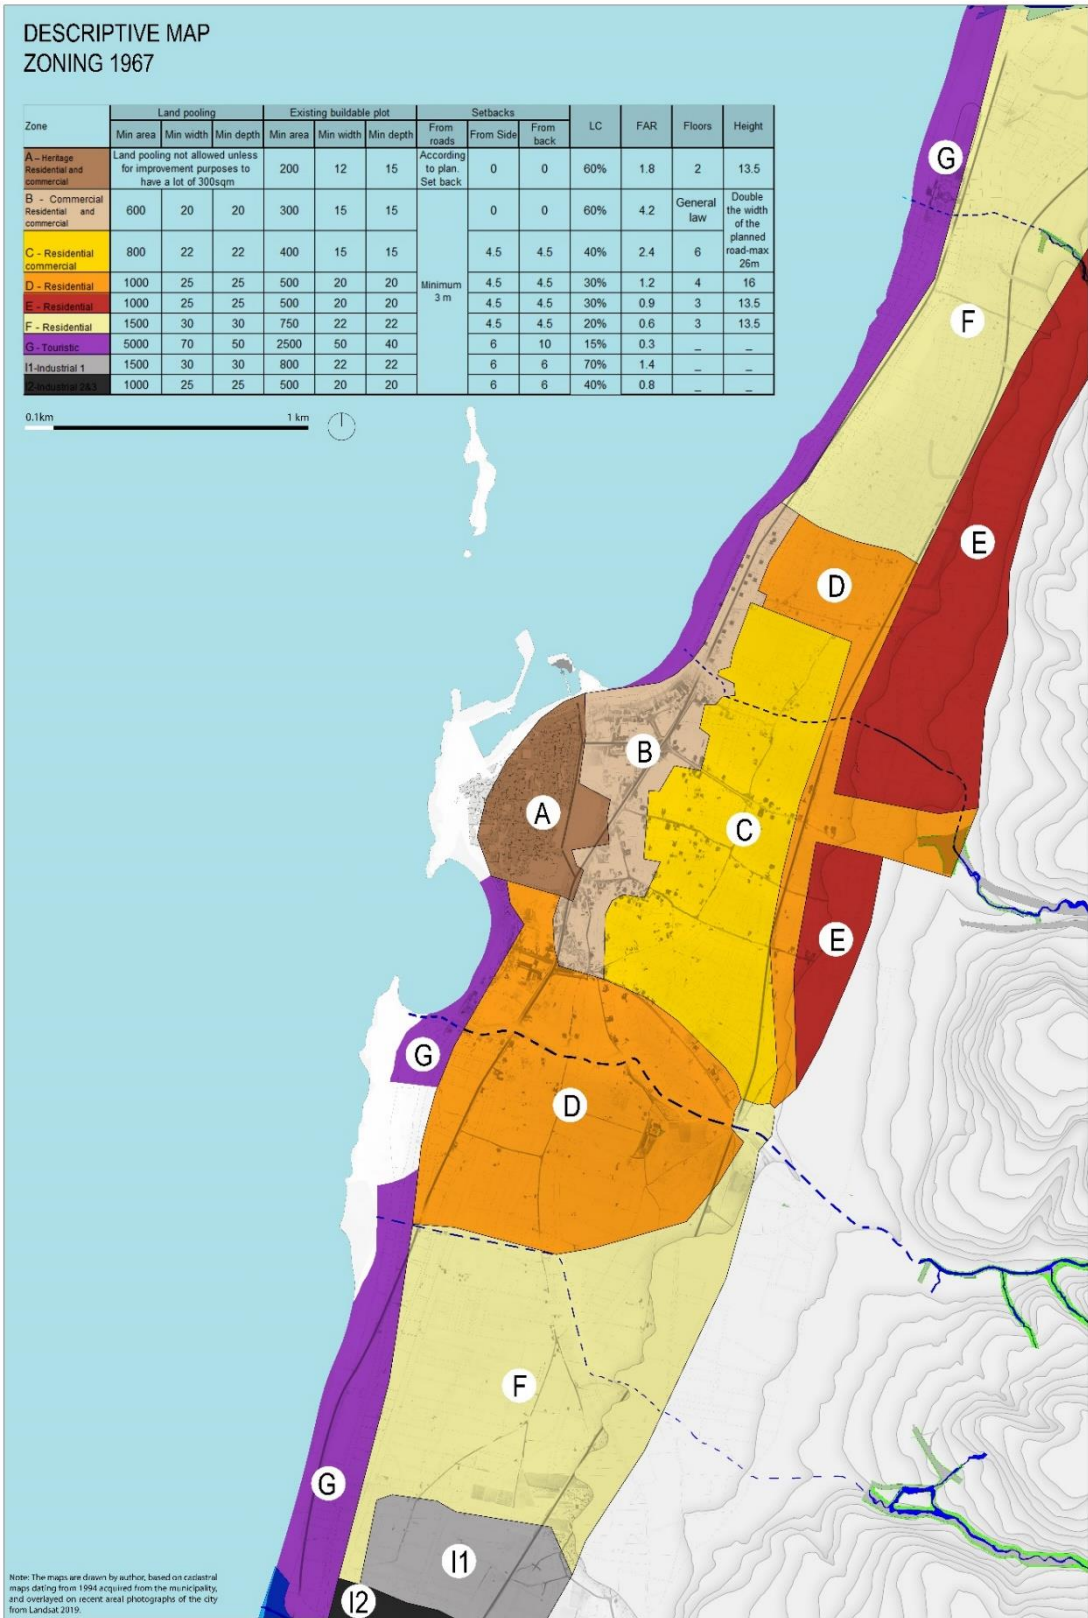 DESCRIPTIVE MAP
ZONING 1967
Zone Land pooling Existing buildable plot Setbacks LC FAR Floors Height
Min area Min width Min depth Min area Min width Min depth From roads From Side From back
A – Heritage Residential and commercial Land pooling not allowed unless for improvement purposes to have a lot of 300sqm 200 12 15 According to plan. Set back 0 0 60% 1.8 2 13.5
B - Commercial Residential and commercial 600 20 20 300 15 15 Minimum 3 m 0 0 60% 4.2 General law Double the width of the planned road-max 26m
C - Residential commercial 800 22 22 400 15 15 4.5 4.5 40% 2.4 6
D - Residential 1000 25 25 500 20 20 4.5 4.5 30% 1.2 4 16
E - Residential 1000 25 25 500 20 20 4.5 4.5 30% 0.9 3 13.5
F - Residential 1500 30 30 750 22 22 4.5 4.5 20% 0.6 3 13.5
G - Touristic 5000 70 50 2500 50 40 6 10 15% 0.3 _ _
I1-Industrial 1 1500 30 30 800 22 22 6 6 70% 1.4 _ _
I2-Industrial 2&3 1000 25 25 500 20 20 6 6 40% 0.8 _ _
0.1km 1 km
G
F
E
D
B
A
C
E
G
D
F
G
I1
I2
Note: The maps are drawn by author, based on cadastral
maps dating from 1994 acquired from the municipality,
and overlayed on recent areal photographs of the city
from Landsat 2019.